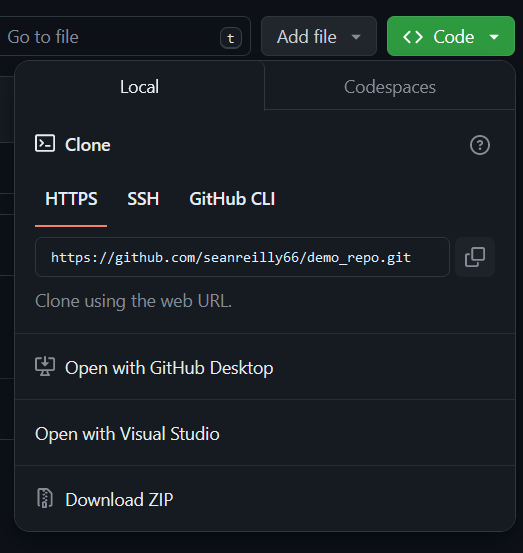 Go to file t Add file <> Code
Local Codespaces
Clone
HTTPS SSH GitHub CLI
https://github.com/seanreilly66/demo_repo.git
Clone using the web URL.
Open with GitHub Desktop
Open with Visual Studio
Download ZIP